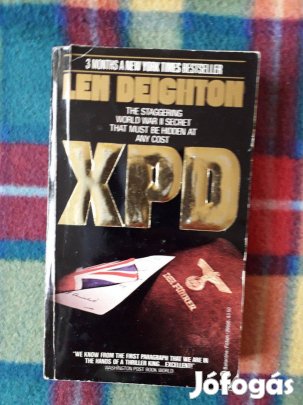 3 MONTHS A NEW YORK TIMES BESTSELLER
LEN DEIGHTON
THE STAGGERING
WORLD WAR II SECRET
THAT MUST BE HIDDEN AT
ANY COST
XPD
DER FÜHRER
"WE KNOW FROM THE FIRST PARAGRAPH THAT WE ARE IN
THE HANDS OF A THRILLER KING... EXCELLENT!"
WASHINGTON POST BOOK WORLD
Jófogás